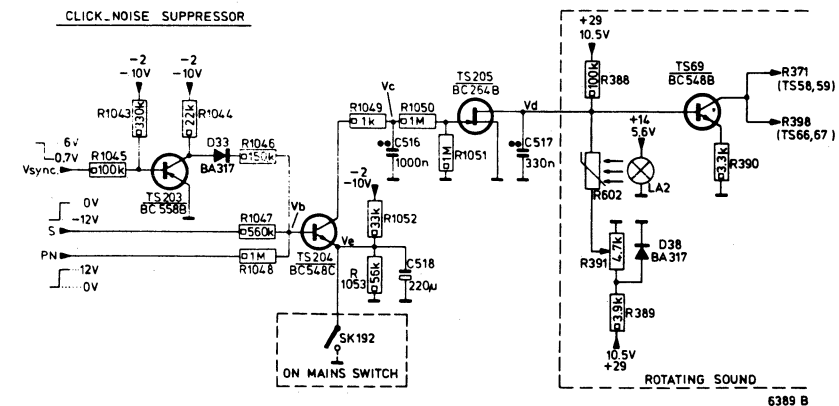 CLICK_NOISE SUPPRESSOR
-2
-10V
-2
-10V
R1043
330k
22k
R1044
6V
0,7V
Vsync.
R1045
100k
D33
BA317
R1046
150k
TS203
BC558B
0V
-12V
S
R1047
560k
PN
1M
R1048
12V
0V
Vb
TS204
BC548C
Ve
R1049
1k
Vc
R1050
1M
C516
1000n
1M
R1051
TS205
BC264B
Vd
C517
330n
-2
-10V
33k
R1052
R
1053
56k
C518
220µ
SK192
ON MAINS SWITCH
+29
10.5V
100k
R388
TS69
BC548B
R371
(TS58,59)
R398
(TS66,67)
3.3k
R390
+14
5,6V
LA2
R602
R391
4.7k
D38
BA317
3.9k
R389
10.5V
+29
ROTATING SOUND
6389 B